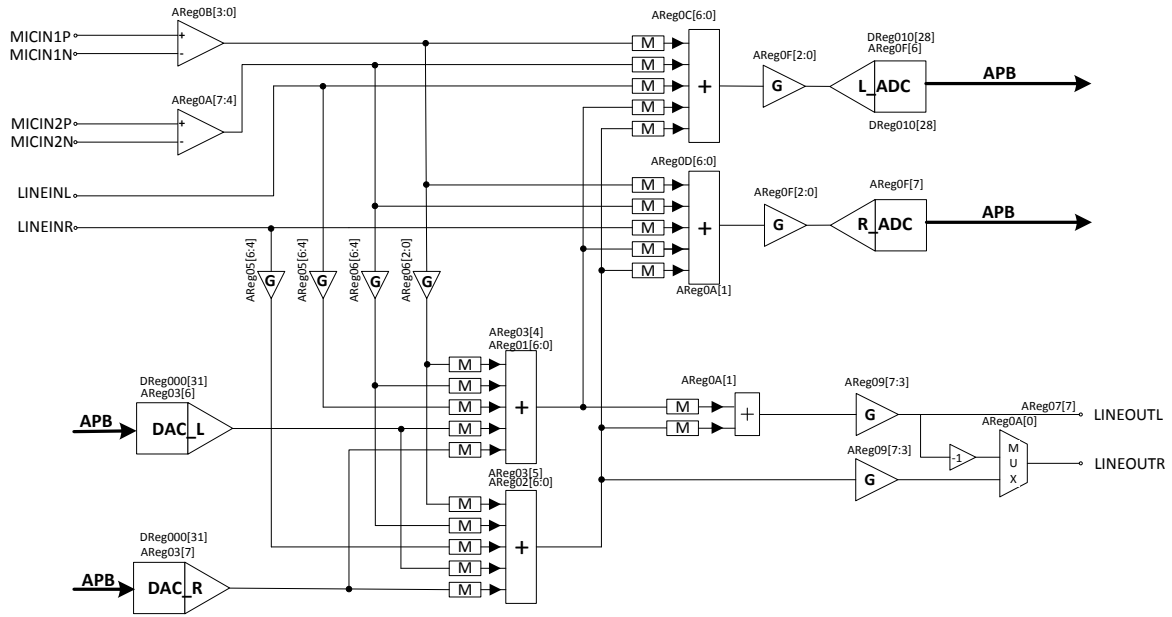 AReg0B[3:0]
MICIN1P
+
MICIN1N
-
AReg0A[7:4]
MICIN2P
+
MICIN2N
-
LINEINL
LINEINR
AReg0C[6:0]
M
M
M
M
M
+
AReg0F[2:0]
G
DReg010[28]
AReg0F[6]
L_ADC
DReg010[28]
APB
AReg0D[6:0]
M
M
M
M
M
+
AReg0A[1]
AReg0F[2:0]
G
AReg0F[7]
R_ADC
APB
AReg05[6:4]
G
AReg05[6:4]
G
AReg06[6:4]
G
AReg06[2:0]
G
AReg03[4]
AReg01[6:0]
M
M
M
M
M
+
DReg000[31]
AReg03[6]
APB
DAC_L
AReg03[5]
AReg02[6:0]
M
M
M
M
M
+
DReg000[31]
AReg03[7]
APB
DAC_R
AReg0A[1]
M
M
+
AReg09[7:3]
G
AReg07[7]
LINEOUTL
AReg0A[0]
-1
M
U
X
LINEOUTR
AReg09[7:3]
G